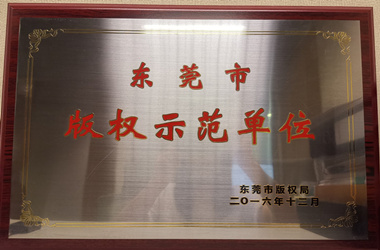 东莞市
版权示范单位
东莞市版权局
二〇一六年十二月